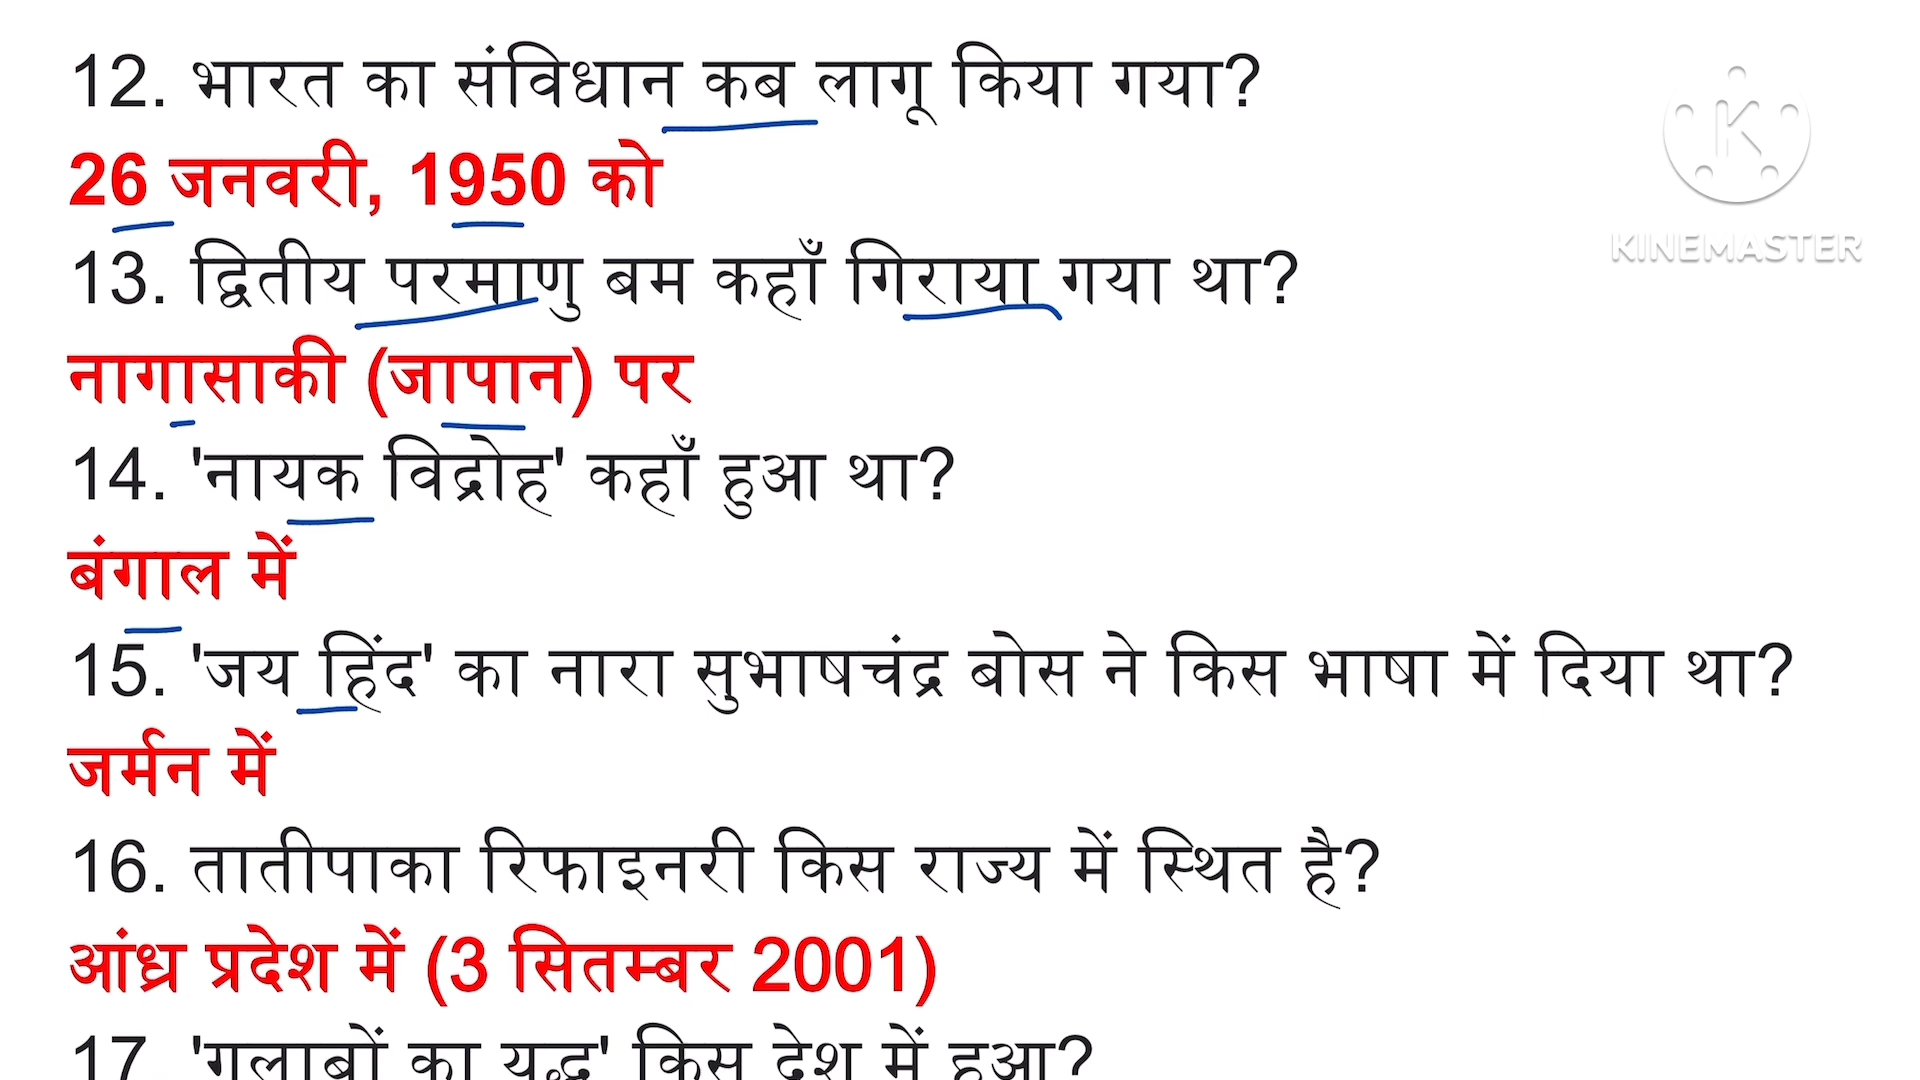 12. भारत का संविधान कब लागू किया गया?
26 जनवरी, 1950 को
13. द्वितीय परमाणु बम कहाँ गिराया गया था?
नागासाकी (जापान) पर
14. 'नायक विद्रोह' कहाँ हुआ था?
बंगाल में
15. 'जय हिंद' का नारा सुभाषचंद्र बोस ने किस भाषा में दिया था?
जर्मन में
16. तातीपाका रिफाइनरी किस राज्य में स्थित है?
आंध्र प्रदेश में (3 सितम्बर 2001)
17. 'गुलाबों का युद्ध' किस देश में हुआ?
K
KINEMASTER